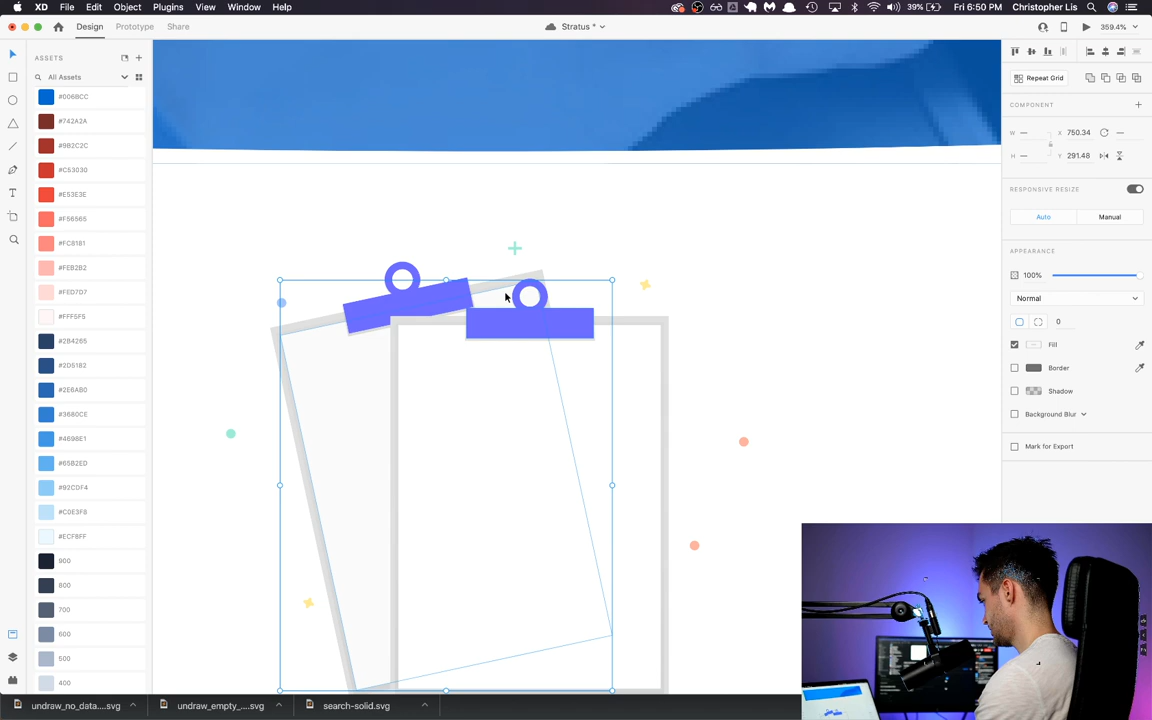 XD File Edit Object Plugins View Window Help
39% Fri 6:50 PM Christopher Lis
Design Prototype Share
Stratus *
359.4%
ASSETS
All Assets
#006BCC
#742A2A
#9B2C2C
#C53030
#E53E3E
#F56565
#FC8181
#FEB2B2
#FED7D7
#FFF5F5
#2B4265
#2D5182
#2E6AB0
#3680CE
#4698E1
#65B2ED
#92CDF4
#C0E3F8
#ECF8FF
900
800
700
600
500
400
Repeat Grid
COMPONENT
W — X 750.34 —
H — Y 291.48
RESPONSIVE RESIZE
Auto Manual
APPEARANCE
100%
Normal
0
Fill
Border
Shadow
Background Blur
Mark for Export
undraw_no_data....svg
undraw_empty_....svg
search-solid.svg